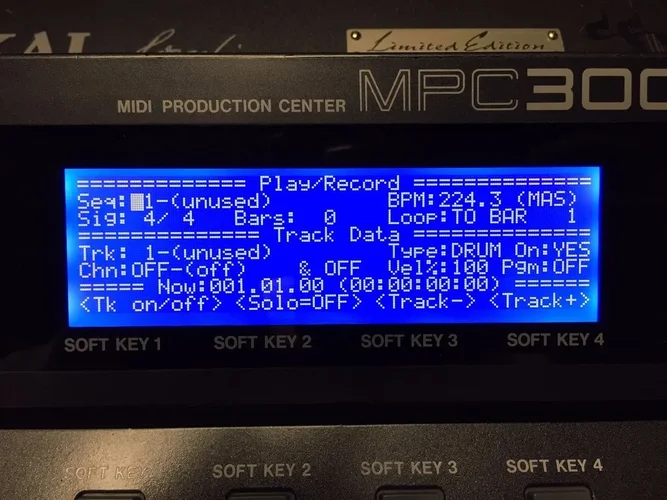 KAI
Limited Edition
MIDI PRODUCTION CENTER MPC300
============= Play/Record =============
Seq: 1-(unused) BPM:224.3 (MAS)
Sig: 4/ 4 Bars: 0 Loop:TO BAR 1
============== Track Data ==============
Trk: 1-(unused) Type:DRUM On:YES
Chn:OFF-(off) & OFF Vel%:100 Pgm:OFF
===== Now:001.01.00 (00:00:00:00) ======
<Tk on/off> <Solo=OFF> <Track-> <Track+>
SOFT KEY 1 SOFT KEY 2 SOFT KEY 3 SOFT KEY 4
SOFT KEY SOFT KEY 2 SOFT KEY 3 SOFT KEY 4